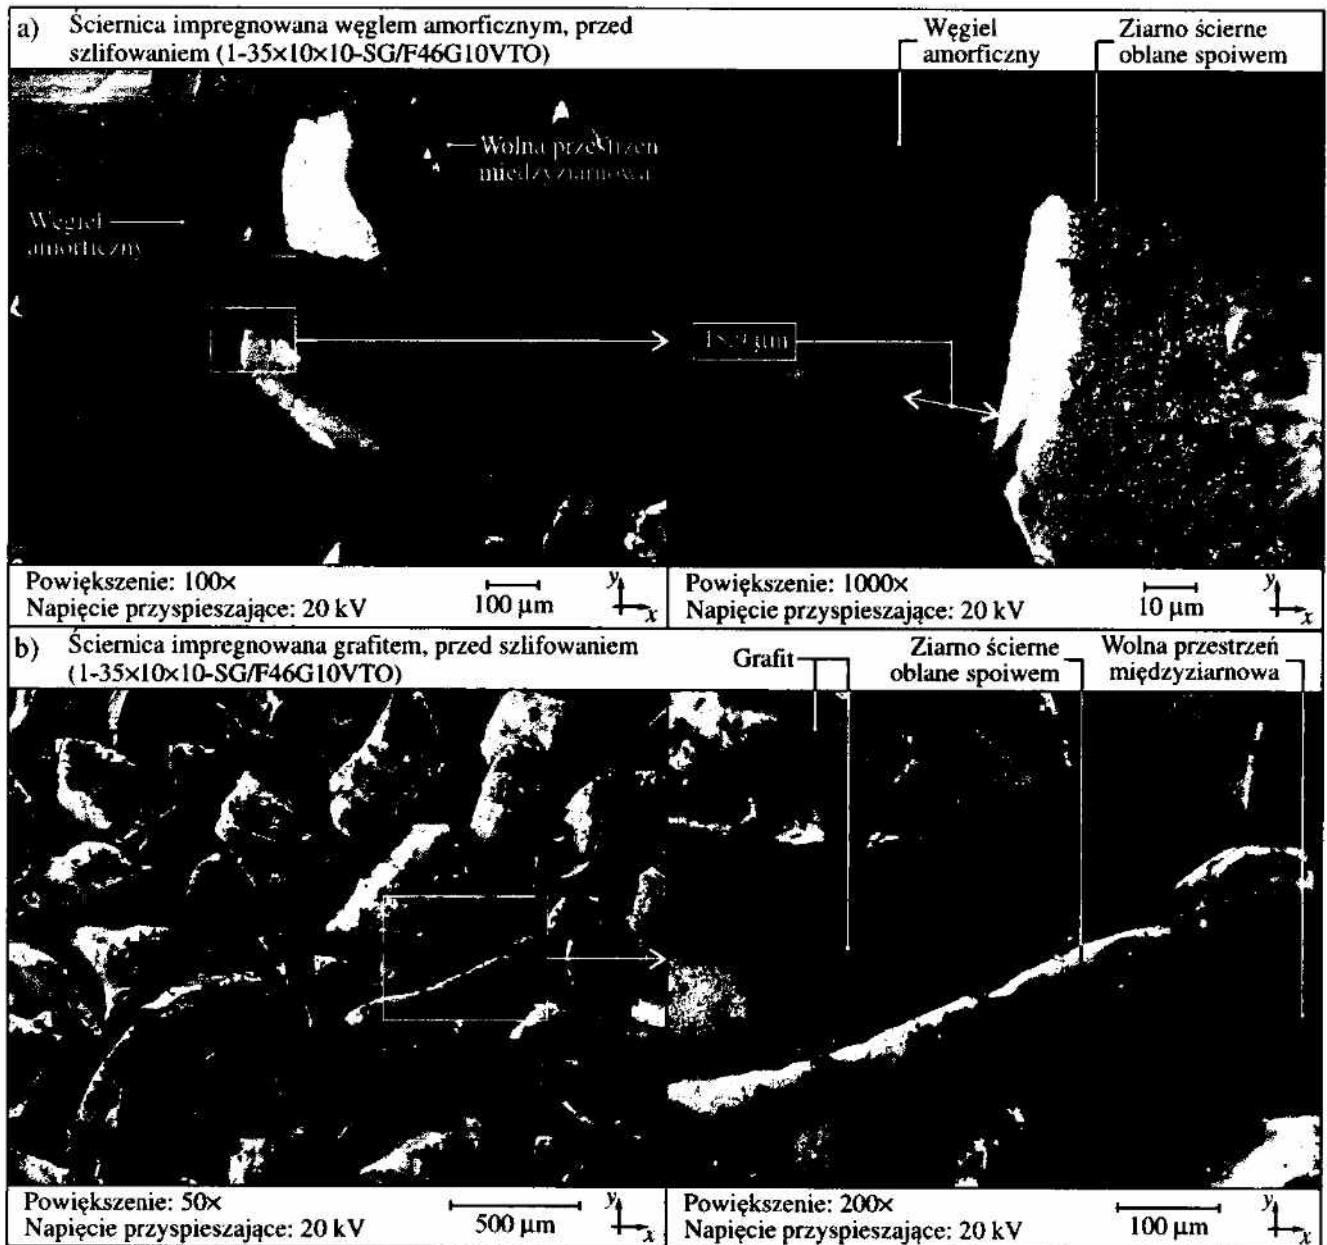 a) Ściernica impregnowana węglem amorficznym, przed
szlifowaniem (1-35×10×10-SG/F46G10VTO)
Węgiel
amorficzny
Ziarno ścierne
oblane spoiwem
Wolna przestrzeń
międzyziarnowa
Węgiel
amorficzny
µm
Powiększenie: 100×
Napięcie przyspieszające: 20 kV
100 µm
y
x
Powiększenie: 1000×
Napięcie przyspieszające: 20 kV
10 µm
y
x
b) Ściernica impregnowana grafitem, przed szlifowaniem
(1-35×10×10-SG/F46G10VTO)
Grafit
Ziarno ścierne
oblane spoiwem
Wolna przestrzeń
międzyziarnowa
Powiększenie: 50×
Napięcie przyspieszające: 20 kV
500 µm
y
x
Powiększenie: 200×
Napięcie przyspieszające: 20 kV
100 µm
y
x